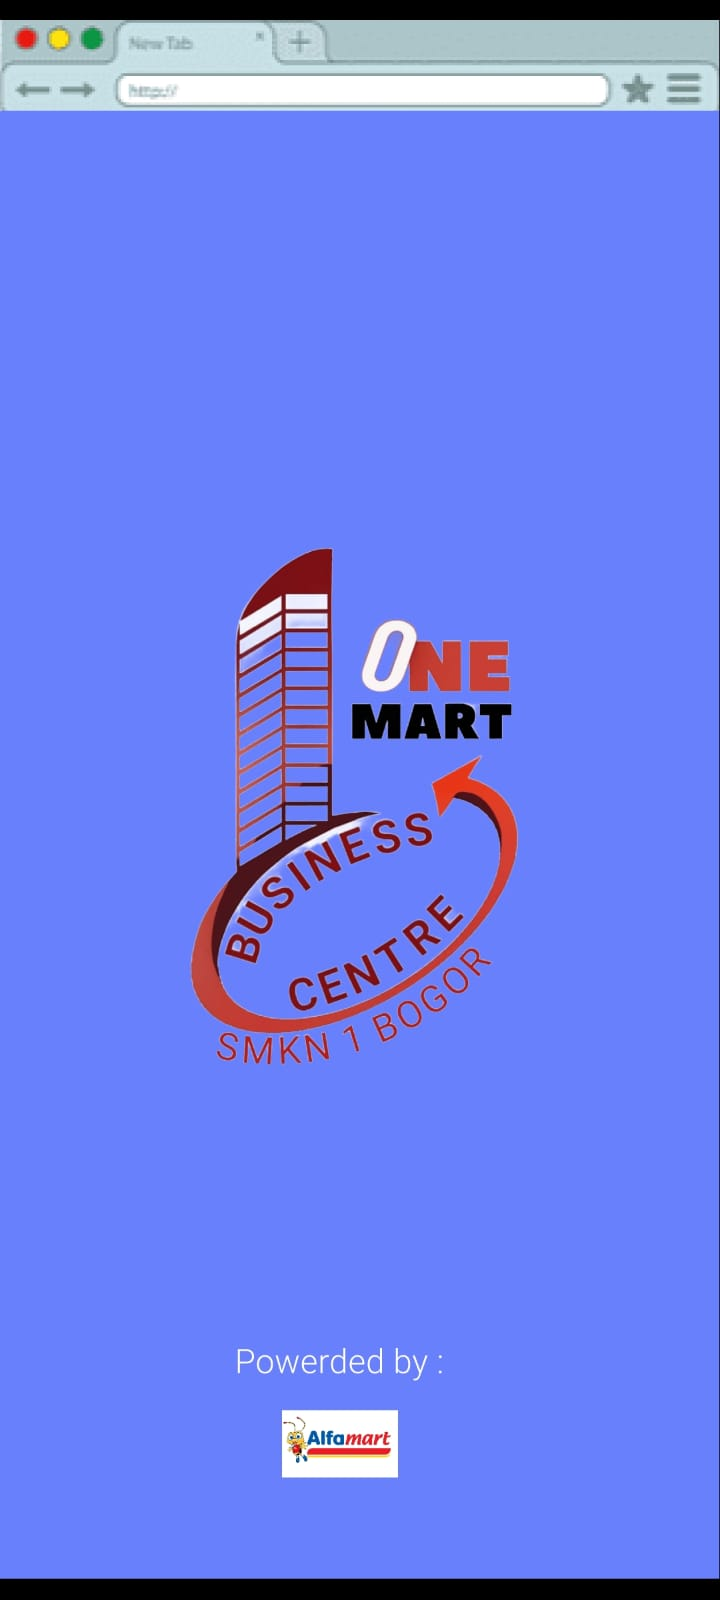 New Tab
http://
ONE
MART
BUSINESS
CENTRE
SMKN 1 BOGOR
Powerded by :
Alfamart